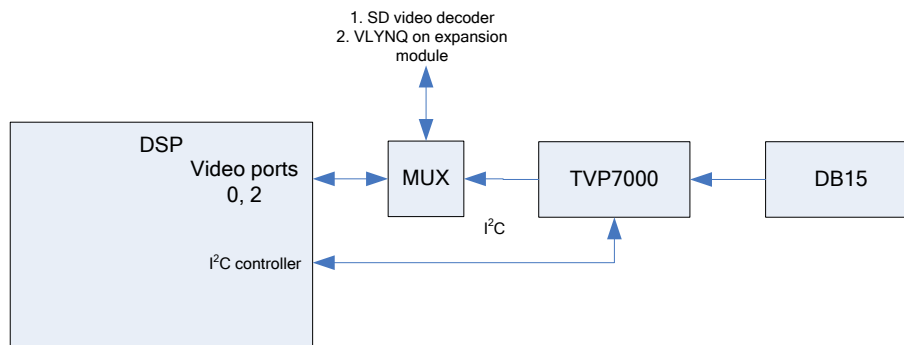 1. SD video decoder
2. VLYNQ on expansion
module
DSP
Video ports
0, 2
MUX
TVP7000
DB15
I²C
I²C controller